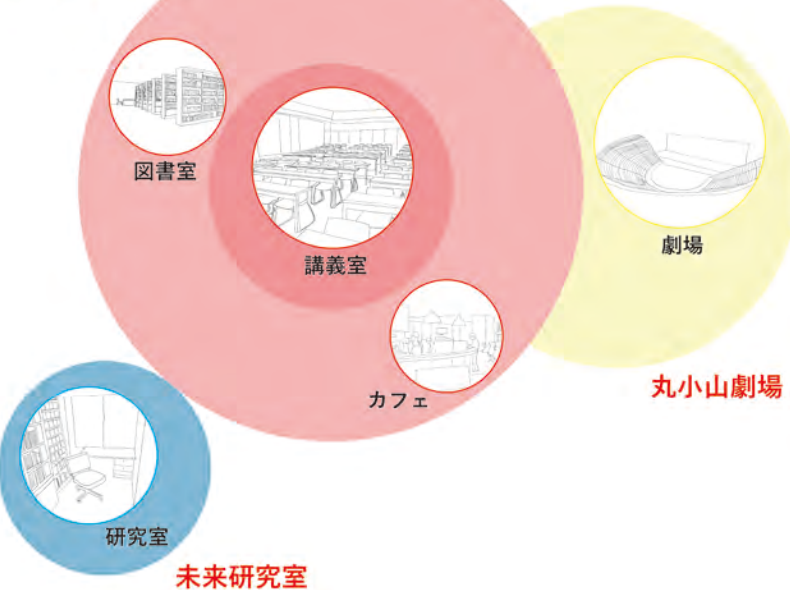 図書室
講義室
劇場
カフェ
丸小山劇場
研究室
未来研究室